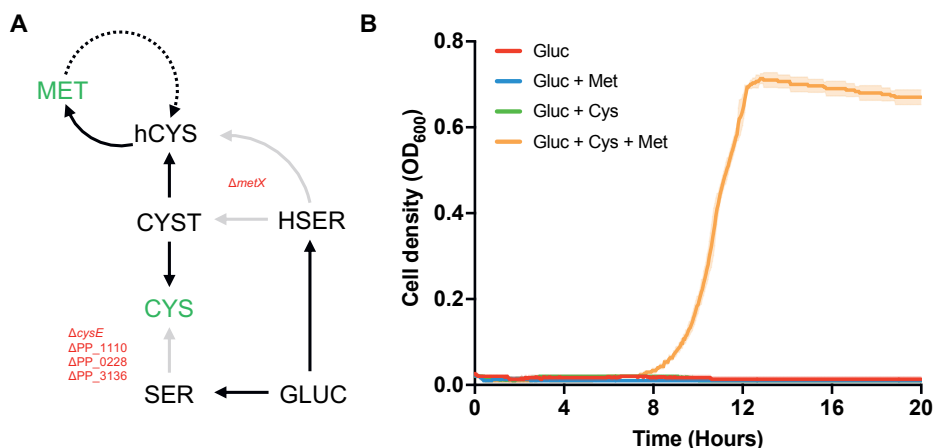 A
MET
hCYS
ΔmetX
CYST
HSER
CYS
ΔcysE
ΔPP_1110
ΔPP_0228
ΔPP_3136
SER
GLUC
B
Gluc
Gluc + Met
Gluc + Cys
Gluc + Cys + Met
Cell density (OD600)
0.8
0.6
0.4
0.2
0.0
0 4 8 12 16 20
Time (Hours)